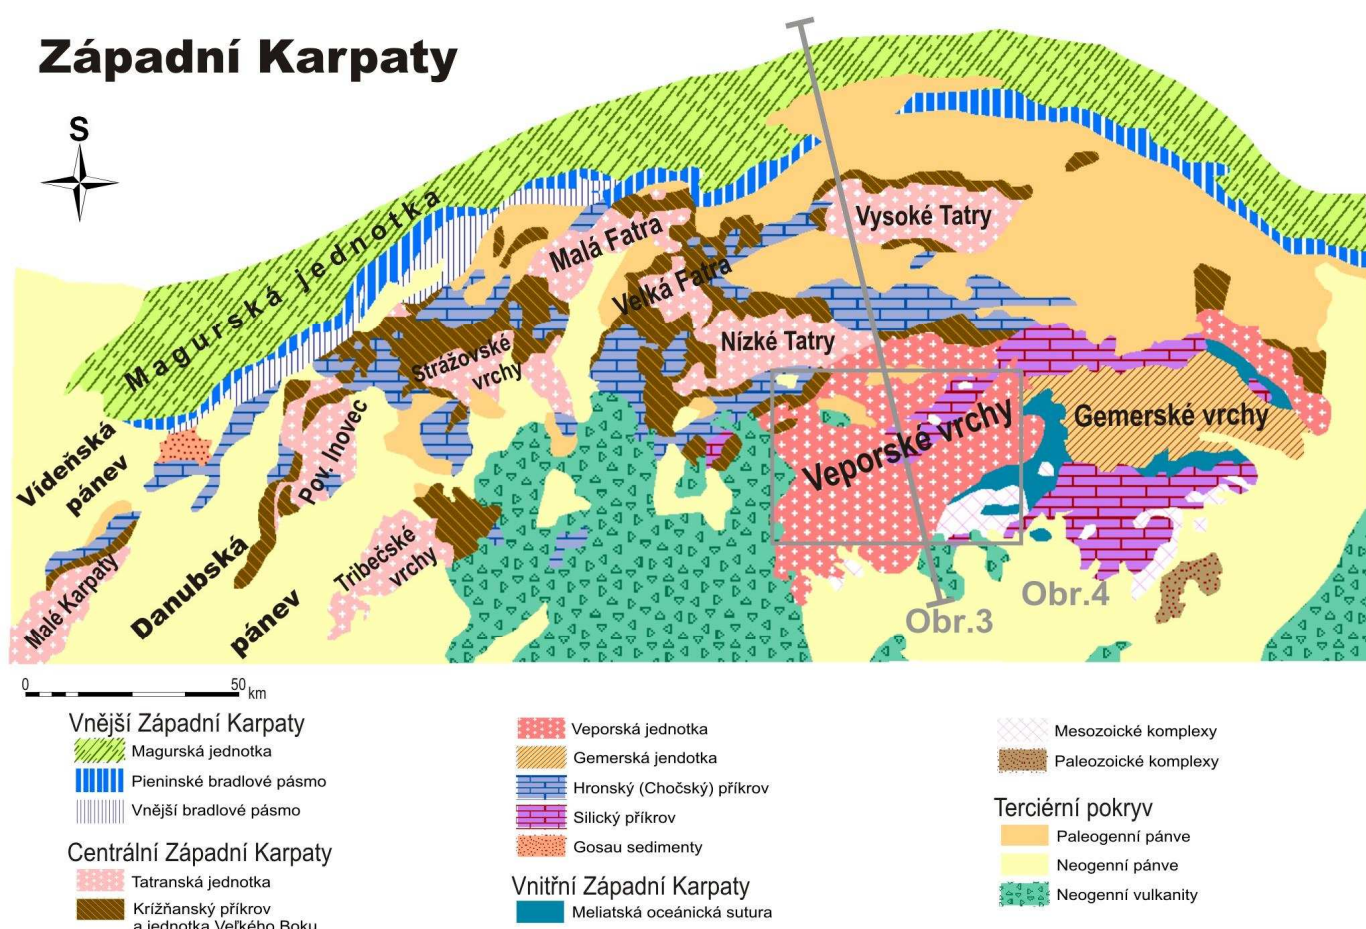 Západní Karpaty
S
Magurská jednotka
Vysoké Tatry
Malá Fatra
Velká Fatra
Nízké Tatry
Strážovské
vrchy
Gemerské vrchy
Veporské vrchy
Pov. Inovec
Vídeňská
pánev
Tribečské
vrchy
Malé Karpaty
Danubská
pánev
Obr.3
Obr.4
0 50 km
Vnější Západní Karpaty
Magurská jednotka
Pieninské bradlové pásmo
Vnější bradlové pásmo
Centrální Západní Karpaty
Tatranská jednotka
Krížňanský příkrov
a jednotka Veľkého Boku
Veporská jednotka
Gemerská jendotka
Hronský (Chočský) příkrov
Silický příkrov
Gosau sedimenty
Vnitřní Západní Karpaty
Meliatská oceánická sutura
Mesozoické komplexy
Paleozoické komplexy
Terciérní pokryv
Paleogenní pánve
Neogenní pánve
Neogenní vulkanity